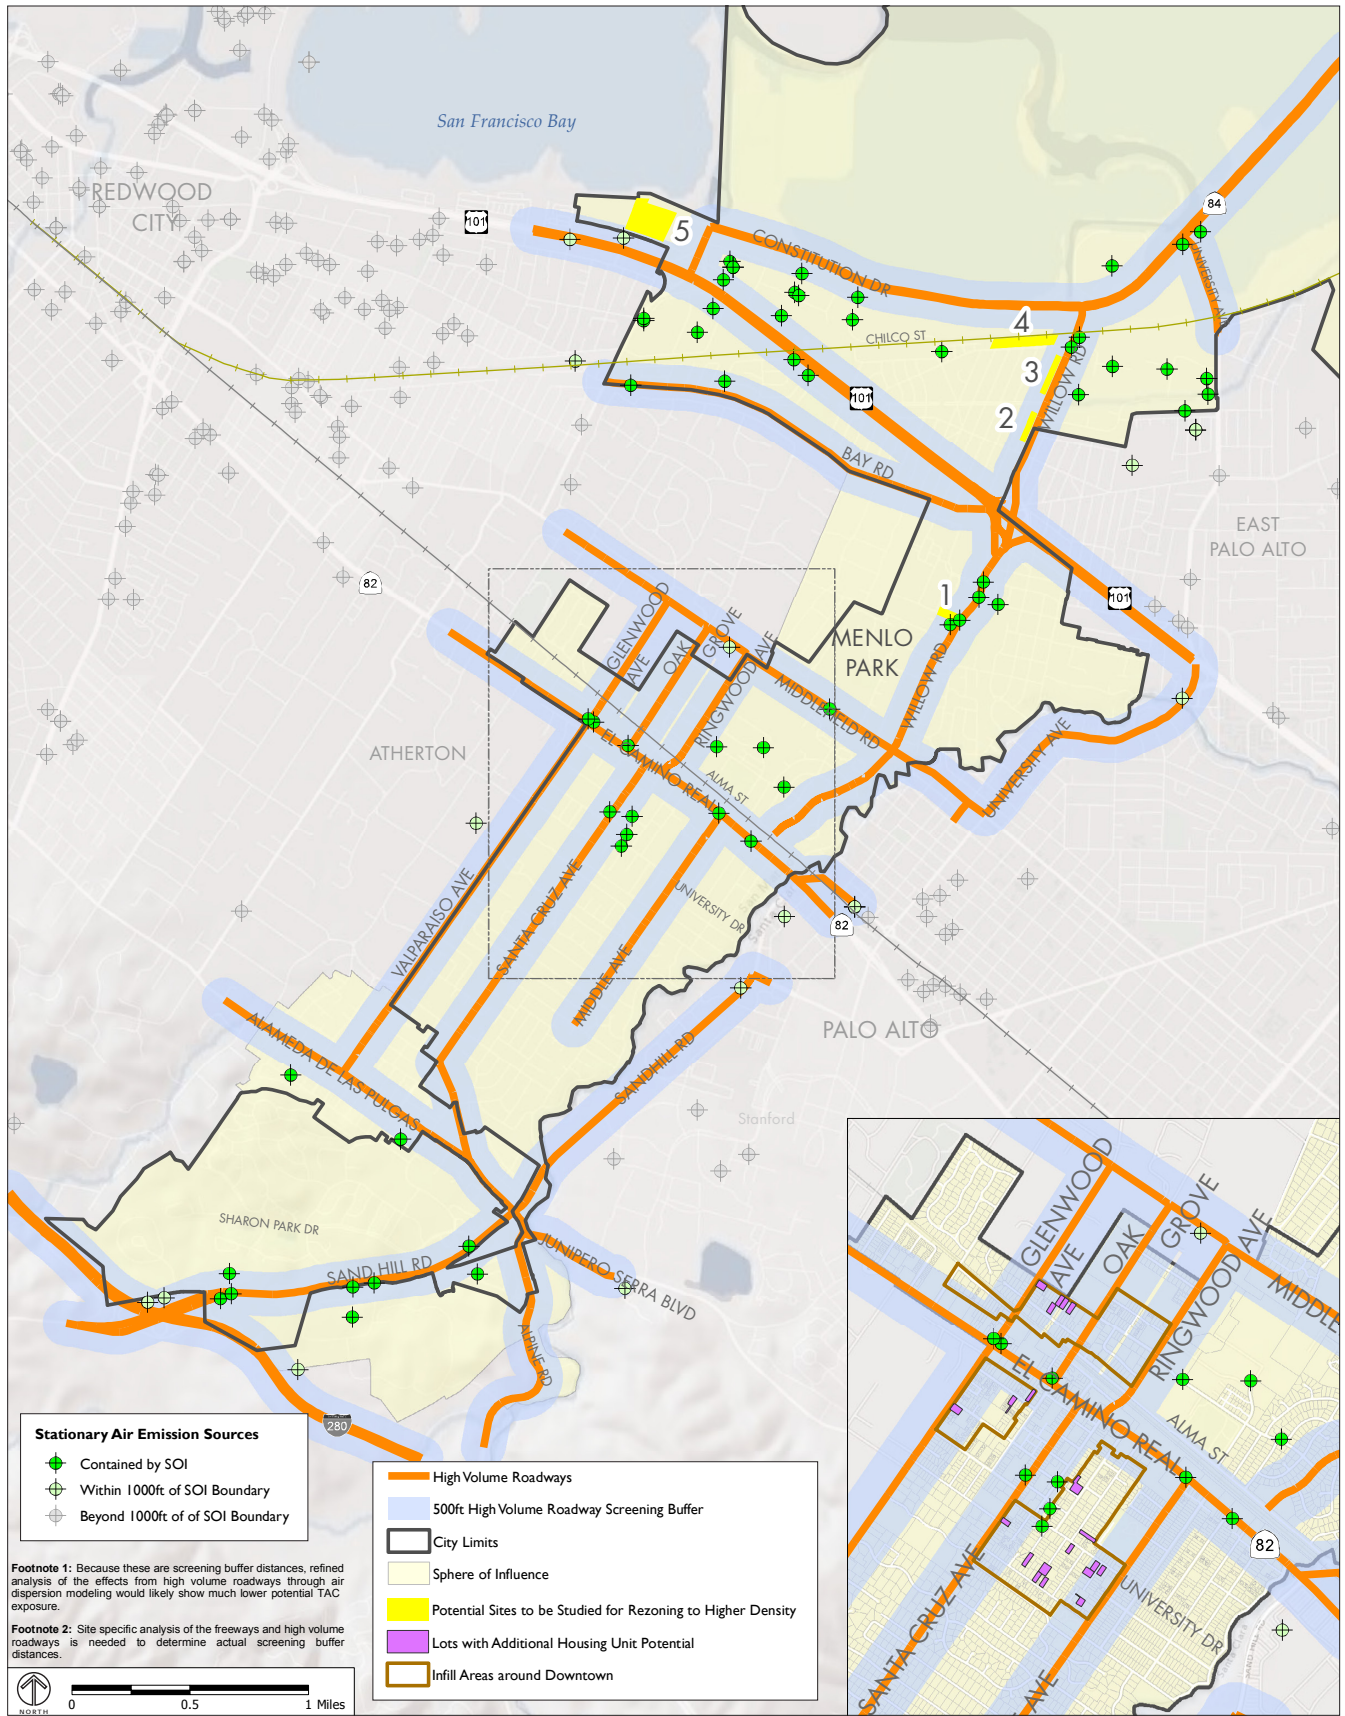 San Francisco Bay
REDWOOD
CITY
101
84
5
CONSTITUTION DR
UNIVERSITY AVE
4
CHILCO ST
3
WILLOW RD
101
2
BAY RD
EAST
PALO ALTO
82
101
1
GLENWOOD
AVE
OAK
GROVE
MENLO
PARK
RINGWOOD AVE
MIDDLEFIELD RD
WILLOW RD
ATHERTON
EL CAMINO REAL
ALMA ST
UNIVERSITY AVE
VALPARAISO AVE
SANTA CRUZ AVE
UNIVERSITY DR
82
MIDDLE AVE
PALO ALTO
ALAMEDA DE LAS PULGAS
SANDHILL RD
Stanford
SHARON PARK DR
SAND HILL RD
JUNIPERO SERRA BLVD
ALPINE RD
280
GLENWOOD
AVE
OAK
GROVE
RINGWOOD AVE
MIDDLE
EL CAMINO REAL
ALMA ST
82
SANTA CRUZ AVE
UNIVERSITY DR
AVE
Stationary Air Emission Sources
Contained by SOI
Within 1000ft of SOI Boundary
Beyond 1000ft of of SOI Boundary
High Volume Roadways
500ft High Volume Roadway Screening Buffer
City Limits
Sphere of Influence
Potential Sites to be Studied for Rezoning to Higher Density
Lots with Additional Housing Unit Potential
Infill Areas around Downtown
Footnote 1: Because these are screening buffer distances, refined
analysis of the effects from high volume roadways through air
dispersion modeling would likely show much lower potential TAC
exposure.
Footnote 2: Site specific analysis of the freeways and high volume
roadways is needed to determine actual screening buffer
distances.
NORTH
0 0.5 1 Miles